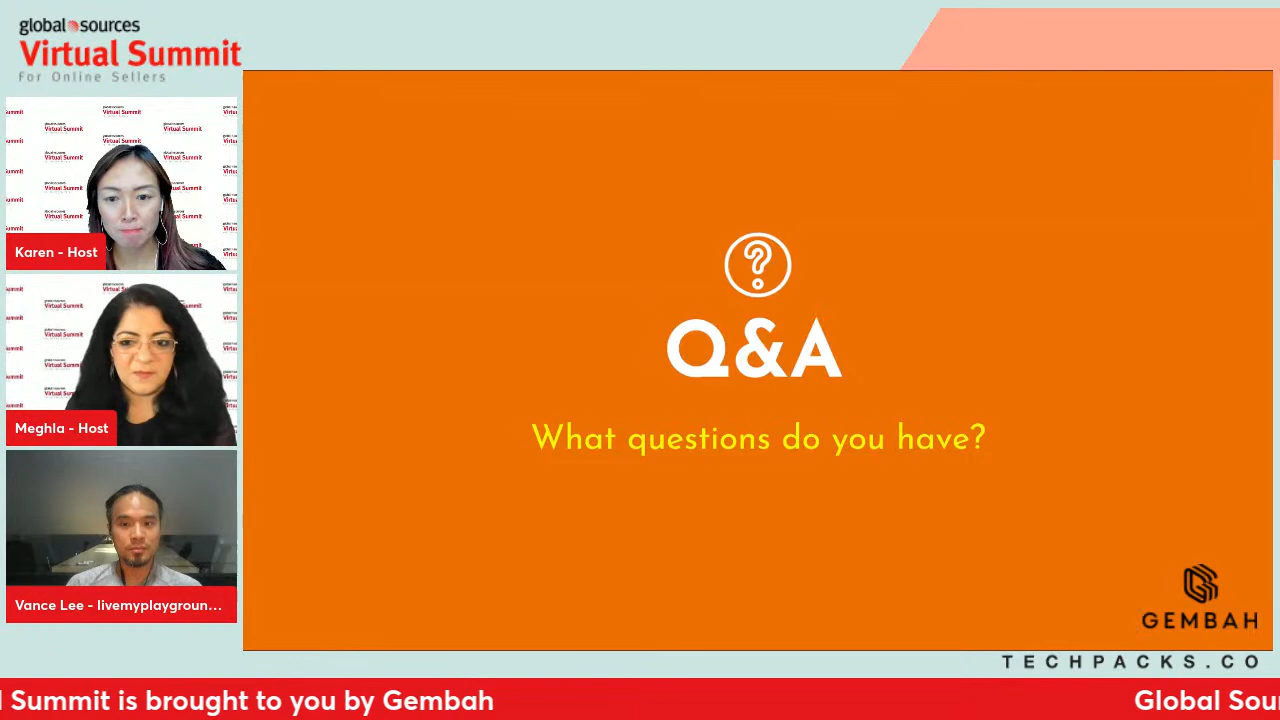 global sources
Virtual Summit
For Online Sellers
Karen - Host
Meghla - Host
Vance Lee - livemyplaygroun...
Q&A
What questions do you have?
GEMBAH
TECHPACKS.CO
l Summit is brought to you by Gembah
Global Sour